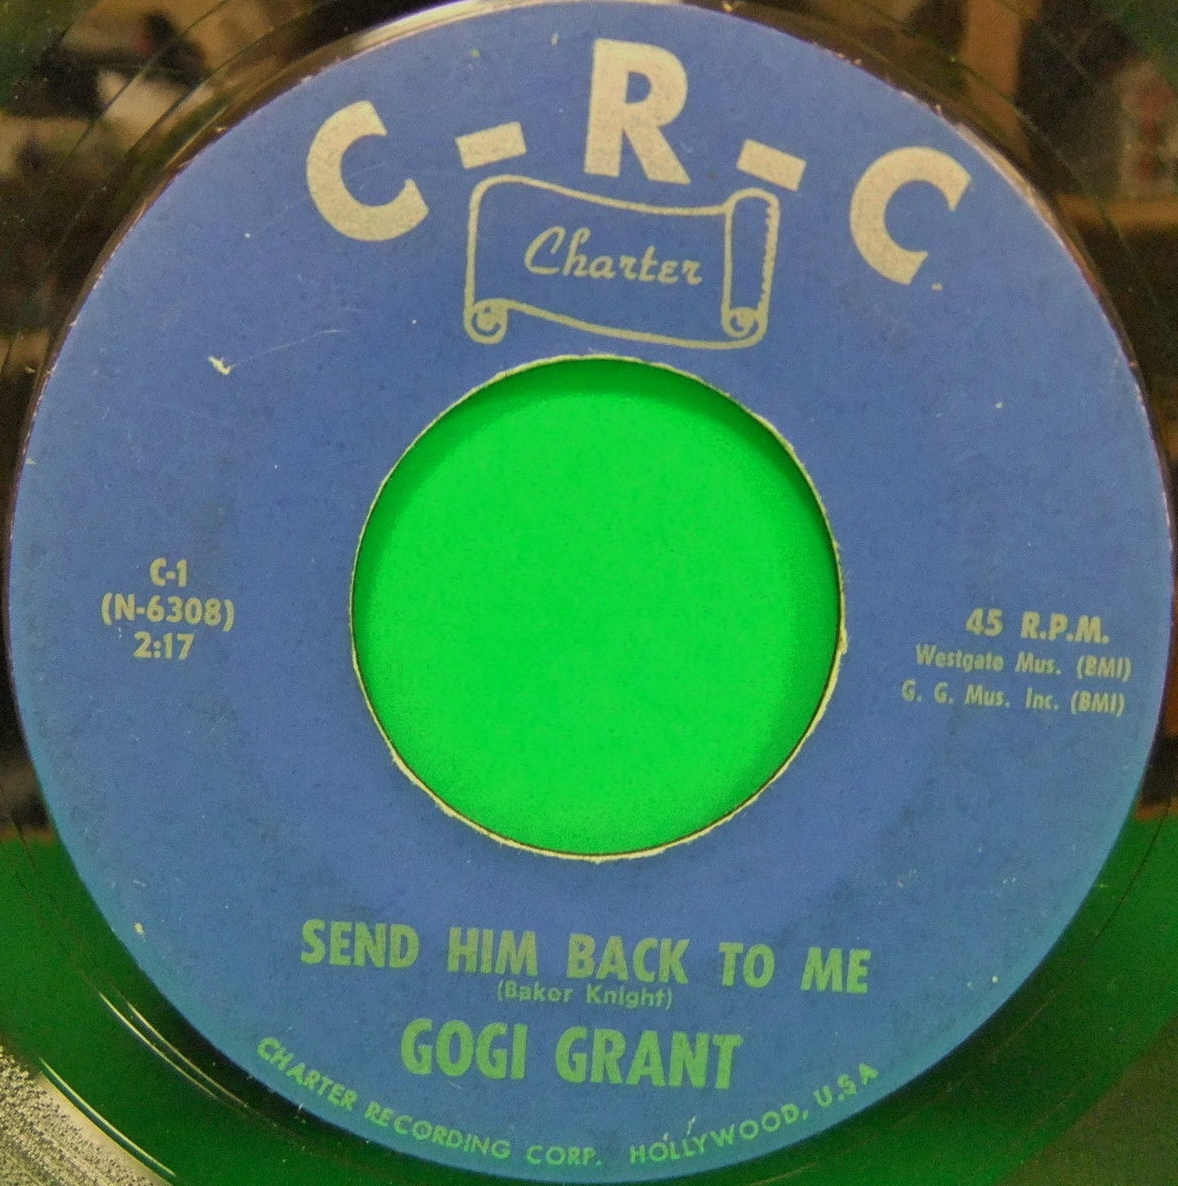 C-R-C
Charter
C-1
(N-6308)
2:17
45 R.P.M.
Westgate Mus. (BMI)
G. G. Mus. Inc. (BMI)
SEND HIM BACK TO ME
(Baker Knight)
GOGI GRANT
CHARTER RECORDING CORP. HOLLYWOOD, U.S.A